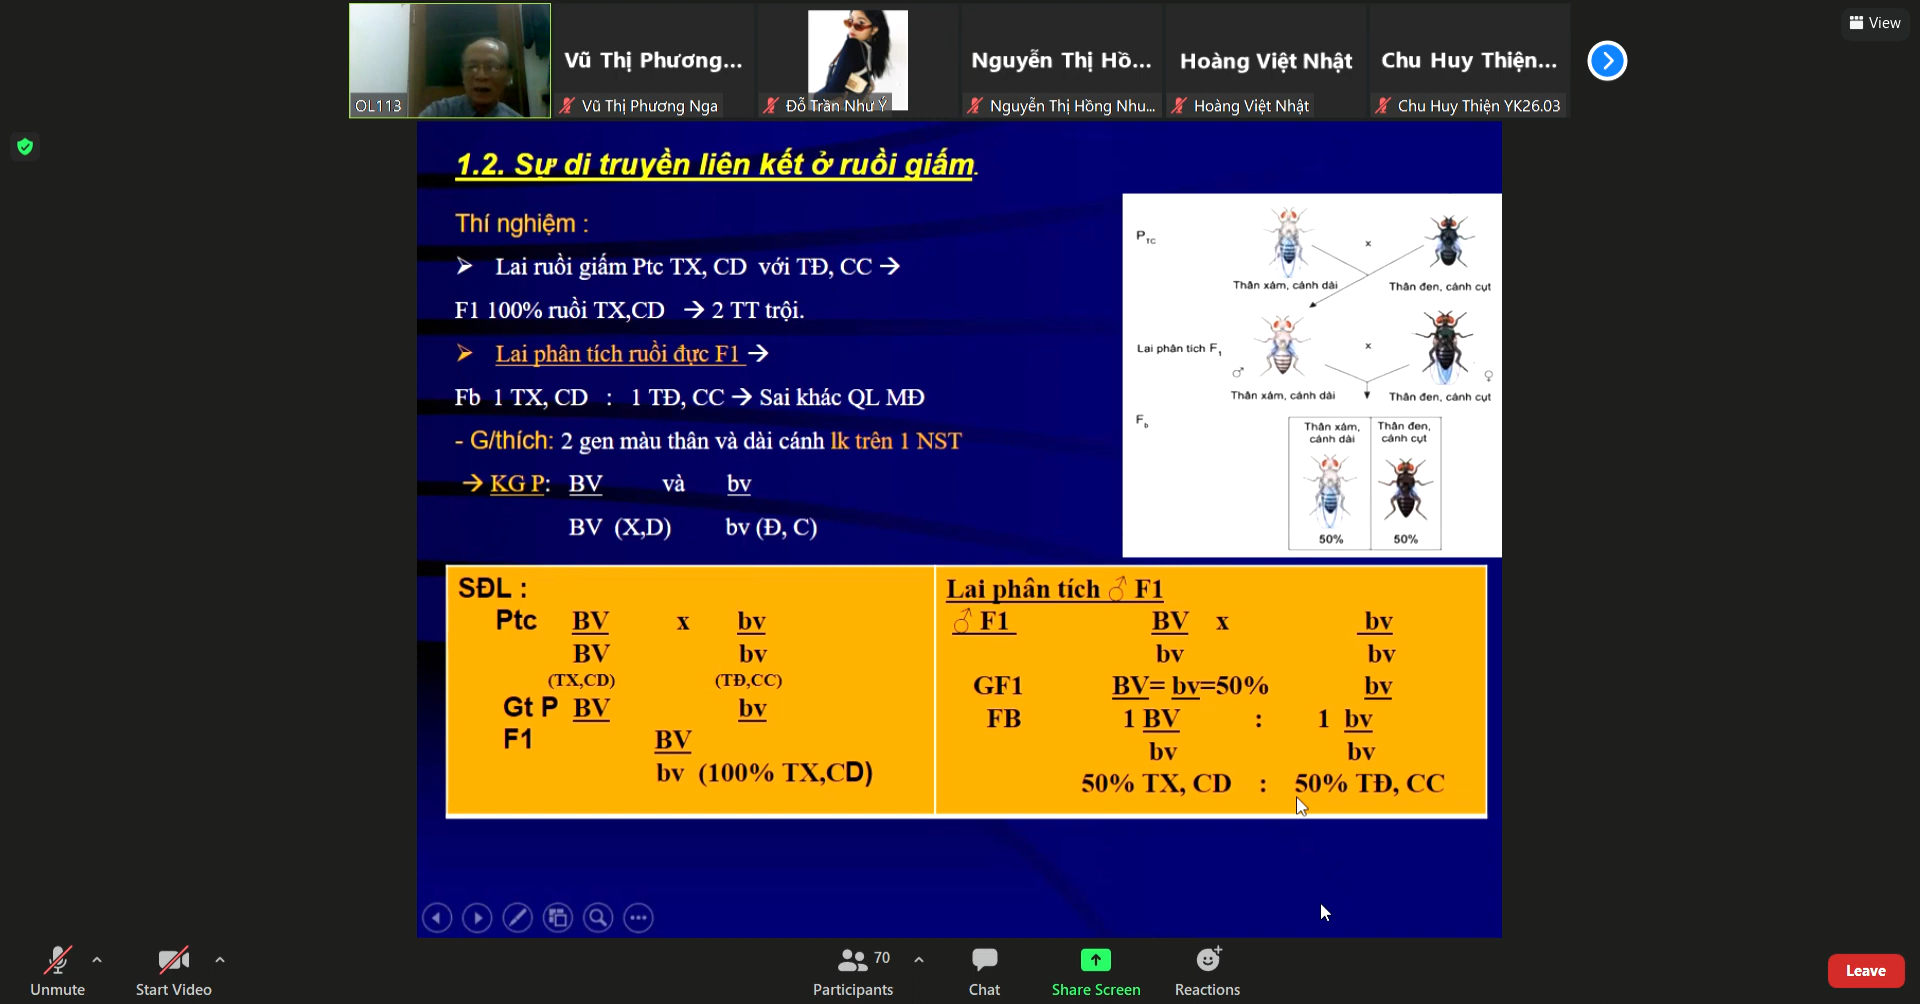 View
Vũ Thị Phương...
Nguyễn Thị Hồ...
Hoàng Việt Nhật
Chu Huy Thiện...
OL113
Vũ Thị Phương Nga
Đỗ Trần Như Ý
Nguyễn Thị Hồng Nhu...
Hoàng Việt Nhật
Chu Huy Thiện YK26.03
1.2. Sự di truyền liên kết ở ruồi giấm.
Thí nghiệm :
➢ Lai ruồi giấm Ptc TX, CD với TĐ, CC →
F1 100% ruồi TX,CD → 2 TT trội.
➢ Lai phân tích ruồi đực F1 →
Fb 1 TX, CD : 1 TĐ, CC → Sai khác QL MĐ
- G/thích: 2 gen màu thân và dài cánh lk trên 1 NST
→ KG P: BV và bv
BV (X,D) bv (Đ, C)
PTC
x
Thân xám, cánh dài
Thân đen, cánh cụt
Lai phân tích F1
x
♂
♀
Thân xám, cánh dài
Thân đen, cánh cụt
Fb
Thân xám, cánh dài
Thân đen, cánh cụt
50%
50%
SĐL :
Ptc BV x bv
BV bv
(TX,CD) (TĐ,CC)
Gt P BV bv
F1 BV
bv (100% TX,CD)
Lai phân tích ♂ F1
♂ F1 BV x bv
bv bv
GF1 BV= bv=50% bv
FB 1 BV : 1 bv
bv bv
50% TX, CD : 50% TĐ, CC
70
Unmute
Start Video
Participants
Chat
Share Screen
Reactions
Leave